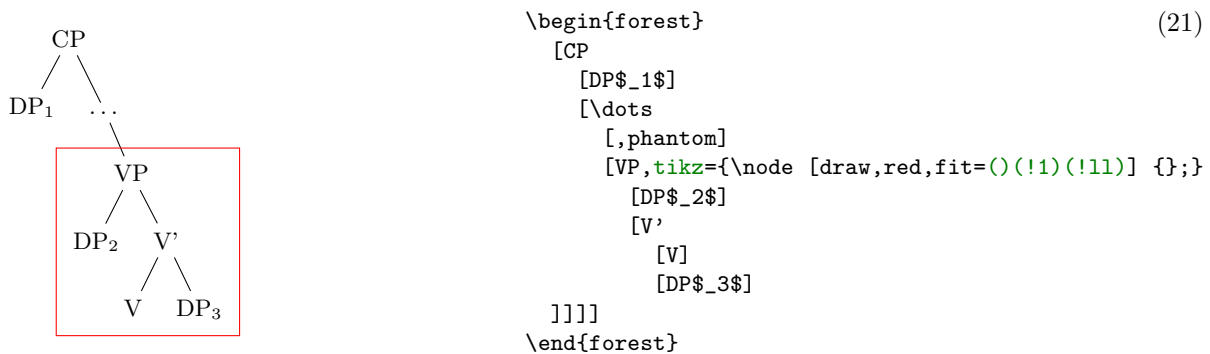 CP
DP₁ ...
VP
DP₂ V'
V DP₃
\begin{forest} (21)
[CP
[DP$_1$]
[\dots
[,phantom]
[VP,tikz={\node [draw,red,fit=()(!1)(!ll)] {};}
[DP$_2$]
[V'
[V]
[DP$_3$]
]]]]
\end{forest}